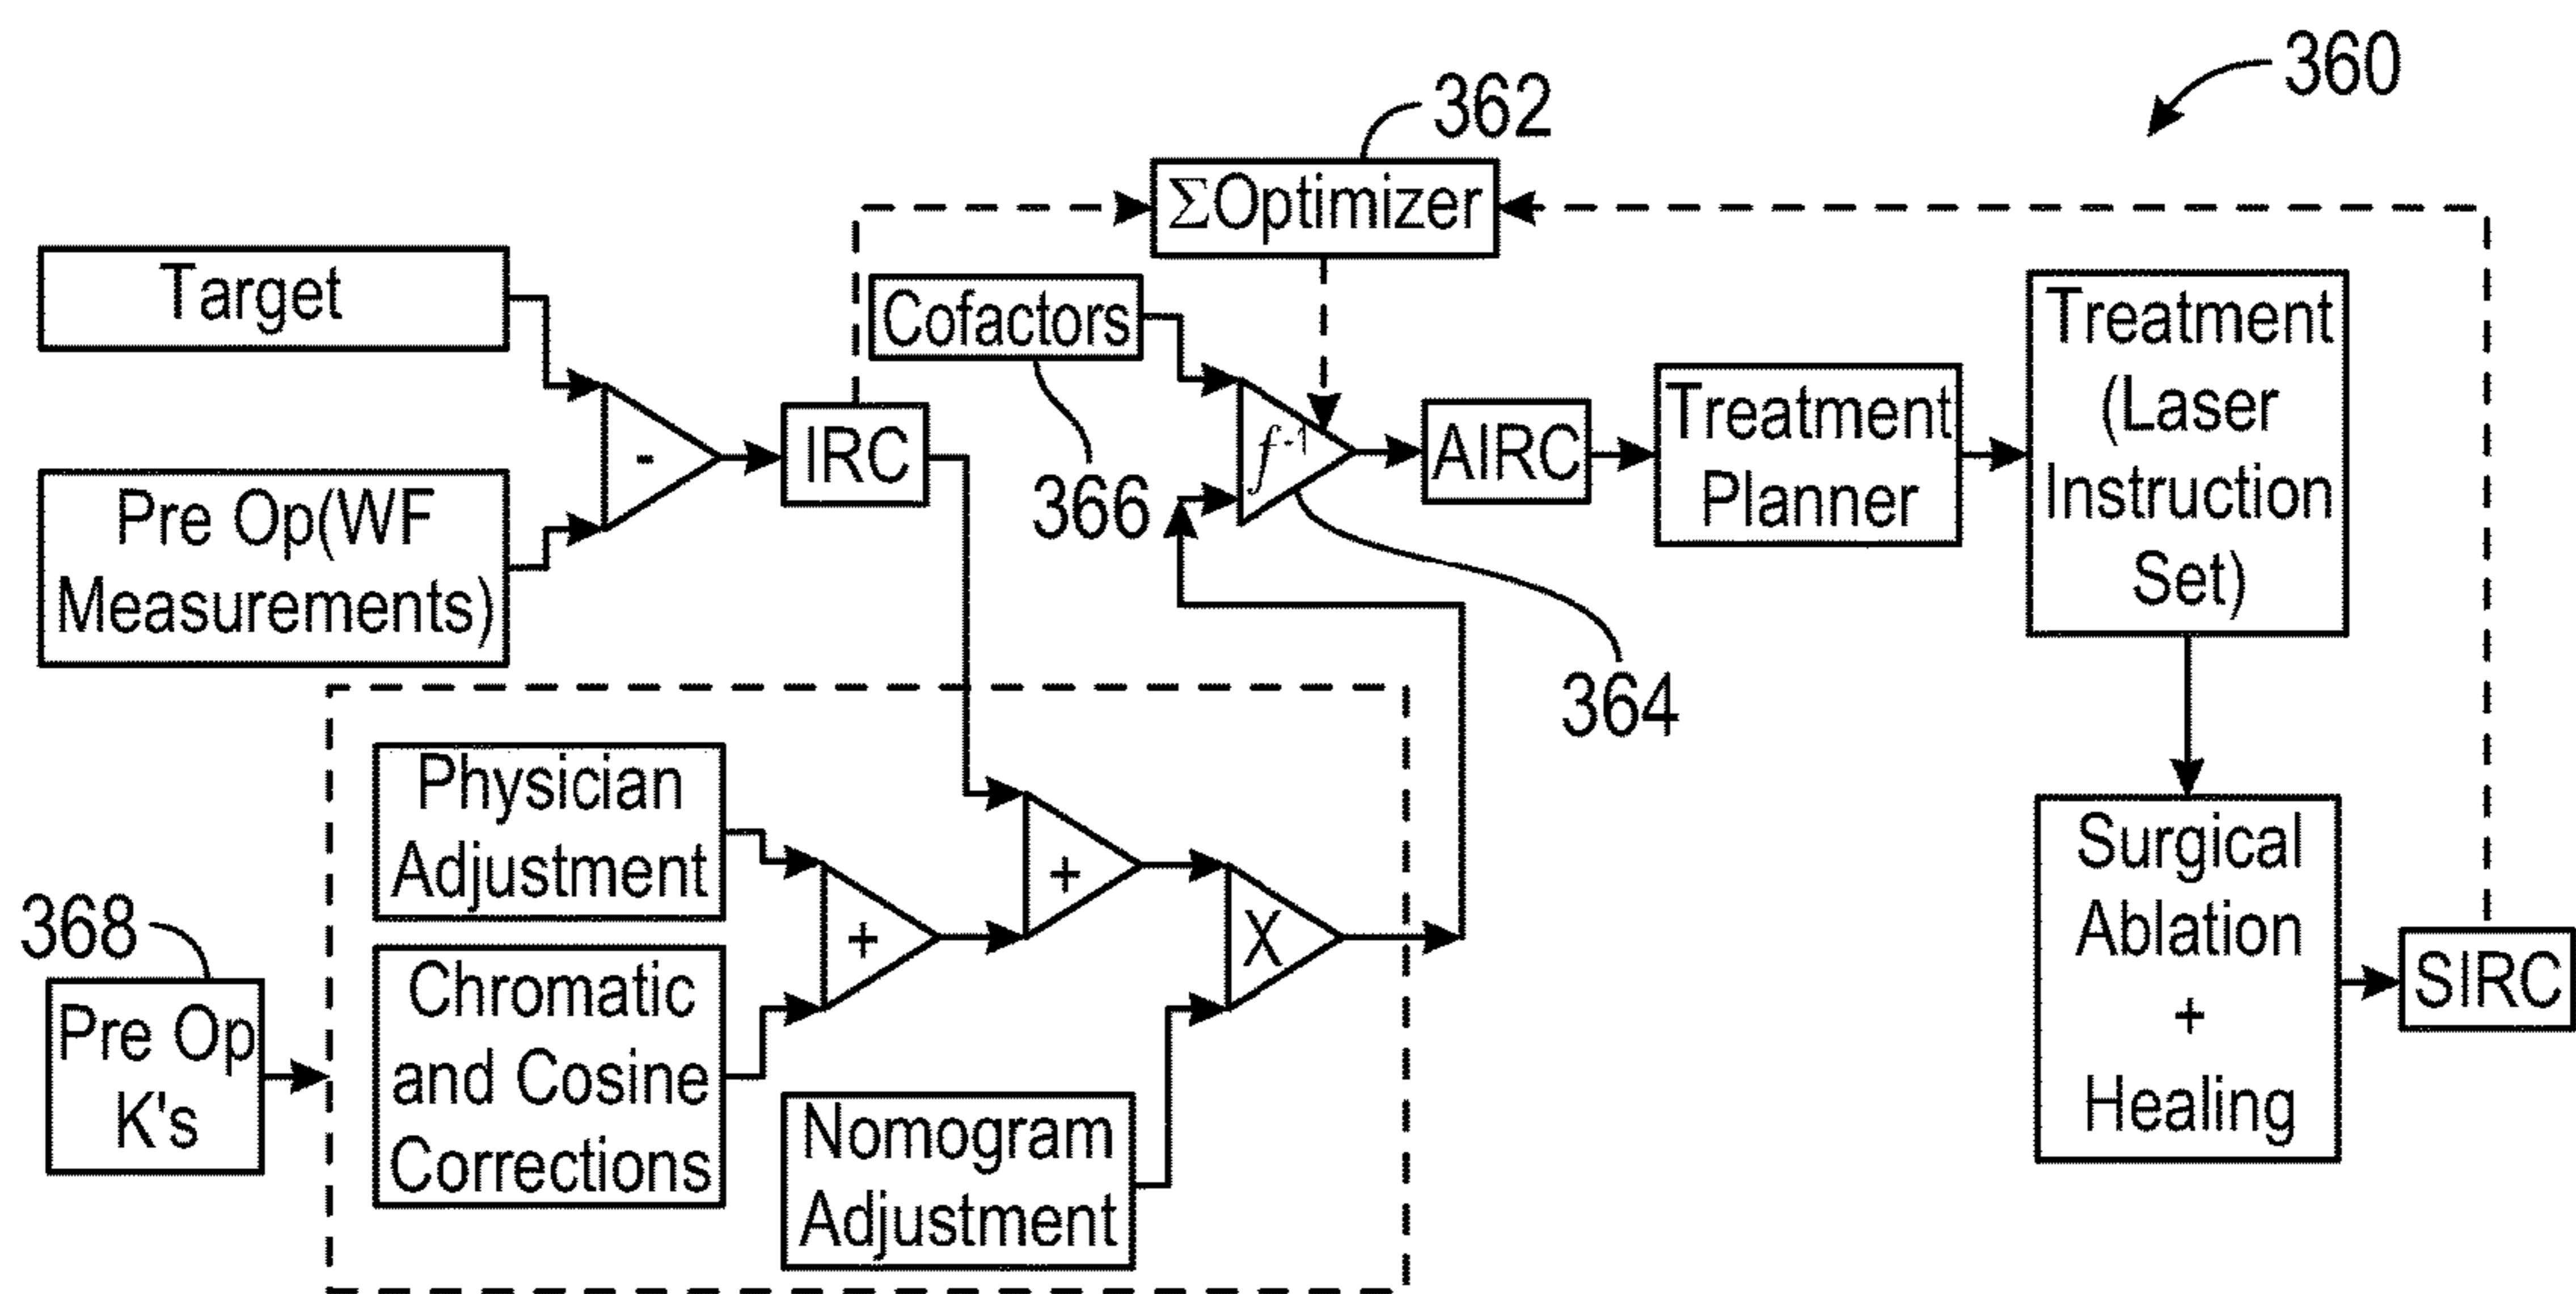 360
362
ΣOptimizer
Target
Cofactors
Treatment
(Laser
Instruction
Set)
Pre Op(WF
Measurements)
-
IRC
366
f-1
AIRC
Treatment
Planner
364
Physician
Adjustment
+
+
X
368
Pre Op
K's
Chromatic
and Cosine
Corrections
Nomogram
Adjustment
Surgical
Ablation
+
Healing
SIRC